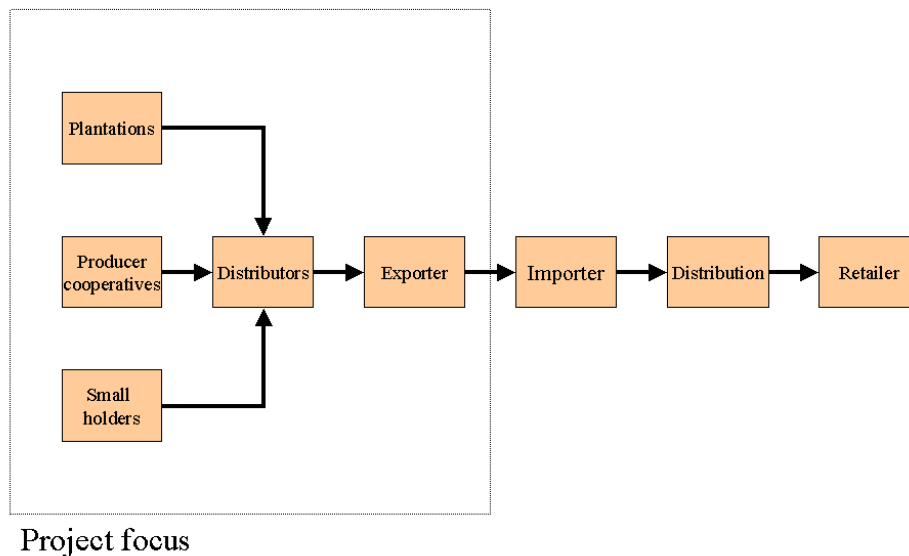 Plantations
Producer
cooperatives
Distributors
Exporter
Importer
Distribution
Retailer
Small
holders
Project focus